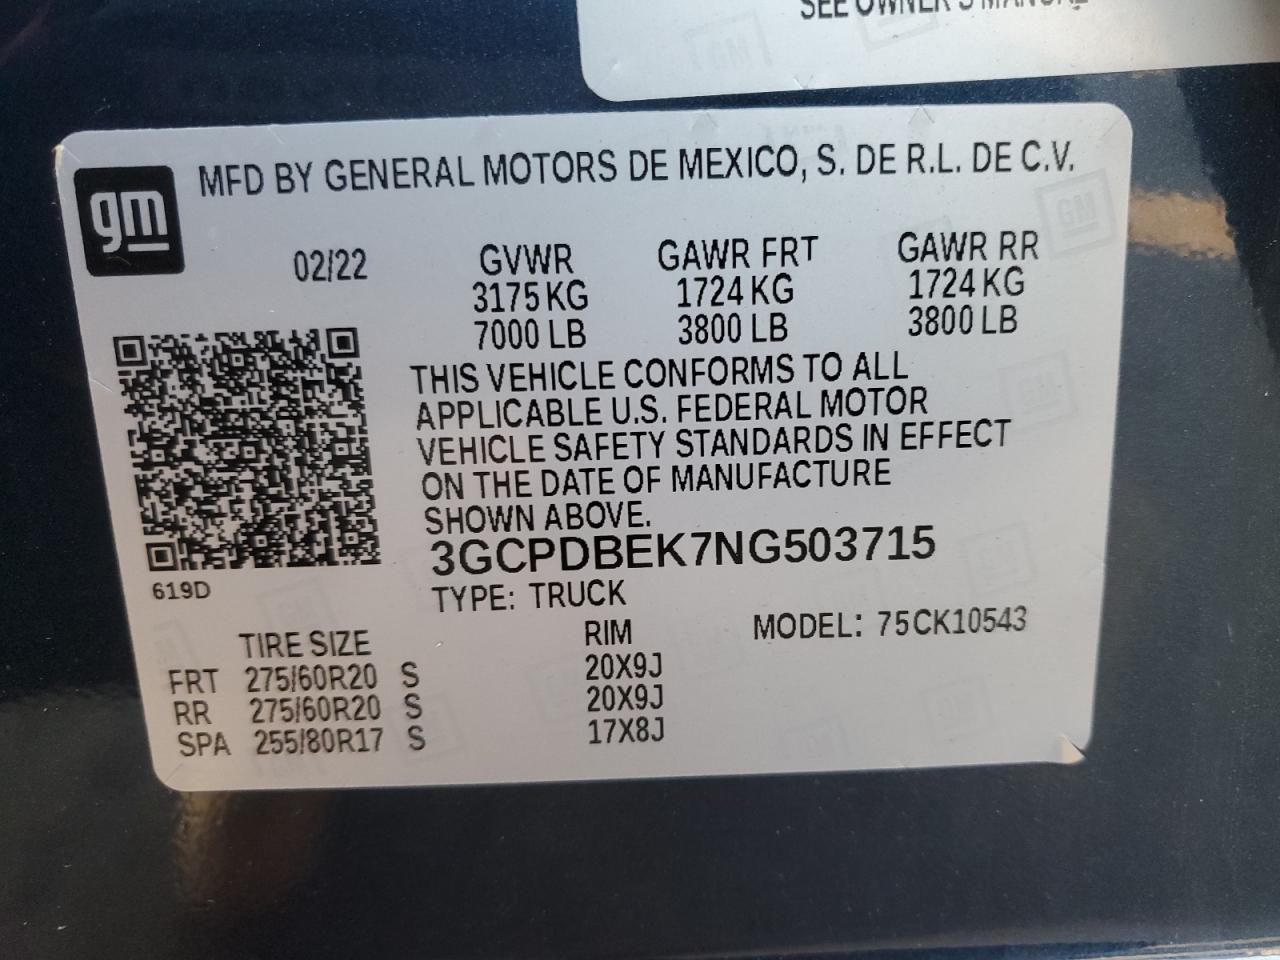 SEE OWNER'S MANUAL
gm
MFD BY GENERAL MOTORS DE MEXICO, S. DE R.L. DE C.V.
02/22
GVWR GAWR FRT GAWR RR
3175 KG 1724 KG 1724 KG
7000 LB 3800 LB 3800 LB
THIS VEHICLE CONFORMS TO ALL
APPLICABLE U.S. FEDERAL MOTOR
VEHICLE SAFETY STANDARDS IN EFFECT
ON THE DATE OF MANUFACTURE
SHOWN ABOVE.
3GCPDBEK7NG503715
619D
TYPE: TRUCK
TIRE SIZE RIM MODEL: 75CK10543
FRT 275/60R20 S 20X9J
RR 275/60R20 S 20X9J
SPA 255/80R17 S 17X8J